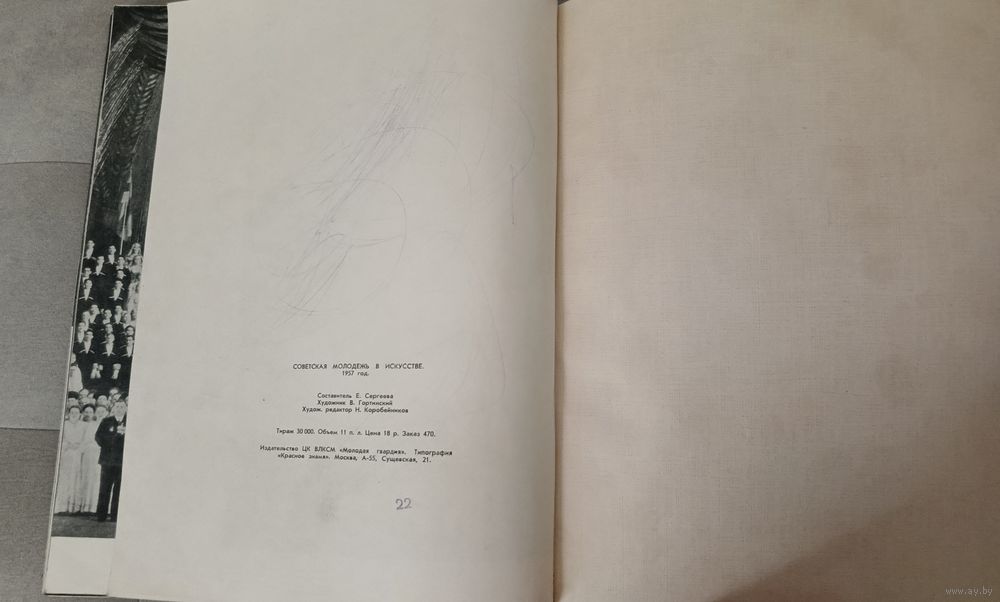 СОВЕТСКАЯ МОЛОДЕЖЬ В ИСКУССТВЕ.
1957 год.
Составитель Е. Сергеева
Художник В. Гортинский
Худож. редактор Н. Коробейников
Тираж 30 000. Объем 11 п. л. Цена 18 р. Заказ 470.
Издательство ЦК ВЛКСМ «Молодая гвардия». Типография
«Красное знамя». Москва, А-55, Сущевская, 21.
22
www.ay.by